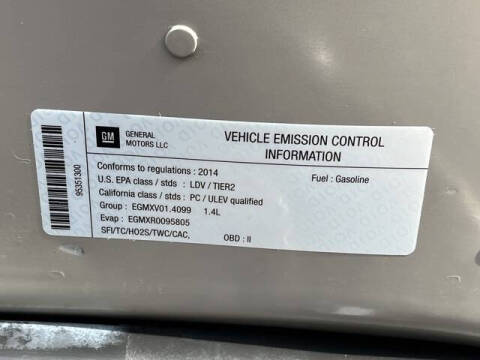 GM
GENERAL
MOTORS LLC
VEHICLE EMISSION CONTROL
INFORMATION
95351300
Conforms to regulations : 2014
Fuel : Gasoline
U.S. EPA class / stds : LDV / TIER2
California class / stds : PC / ULEV qualified
Group : EGMXV01.4099 1.4L
Evap : EGMXR0095805
SFI/TC/HO2S/TWC/CAC, OBD : II